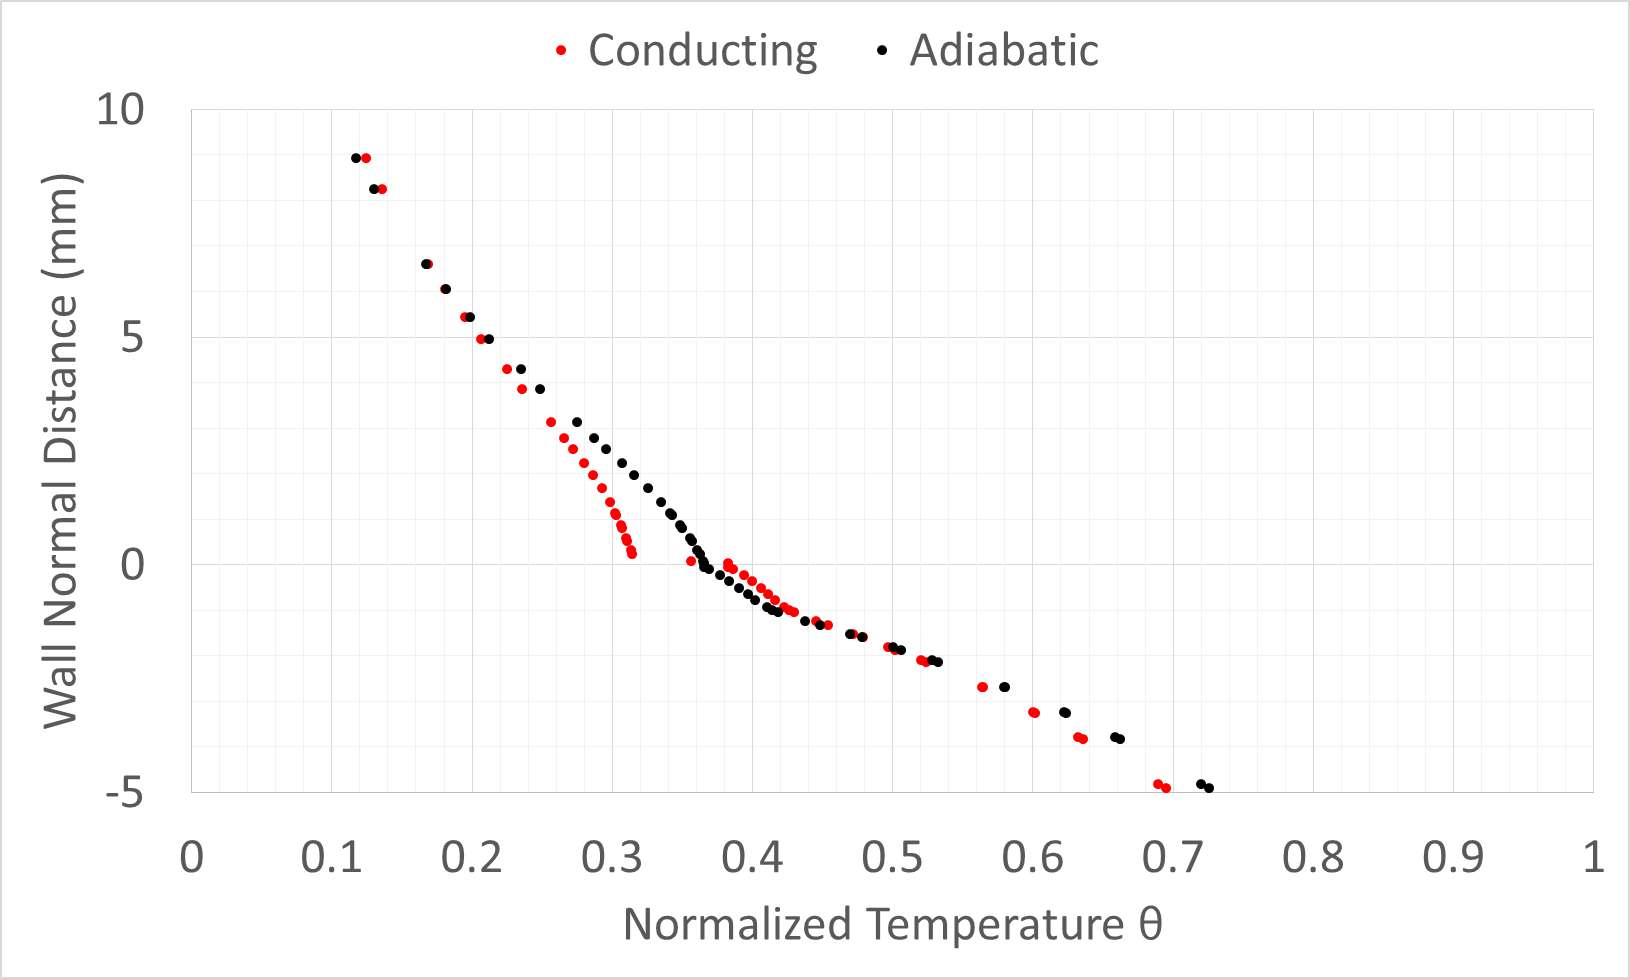 Conducting Adiabatic
10
5
0
-5
Wall Normal Distance (mm)
0 0.1 0.2 0.3 0.4 0.5 0.6 0.7 0.8 0.9 1
Normalized Temperature θ